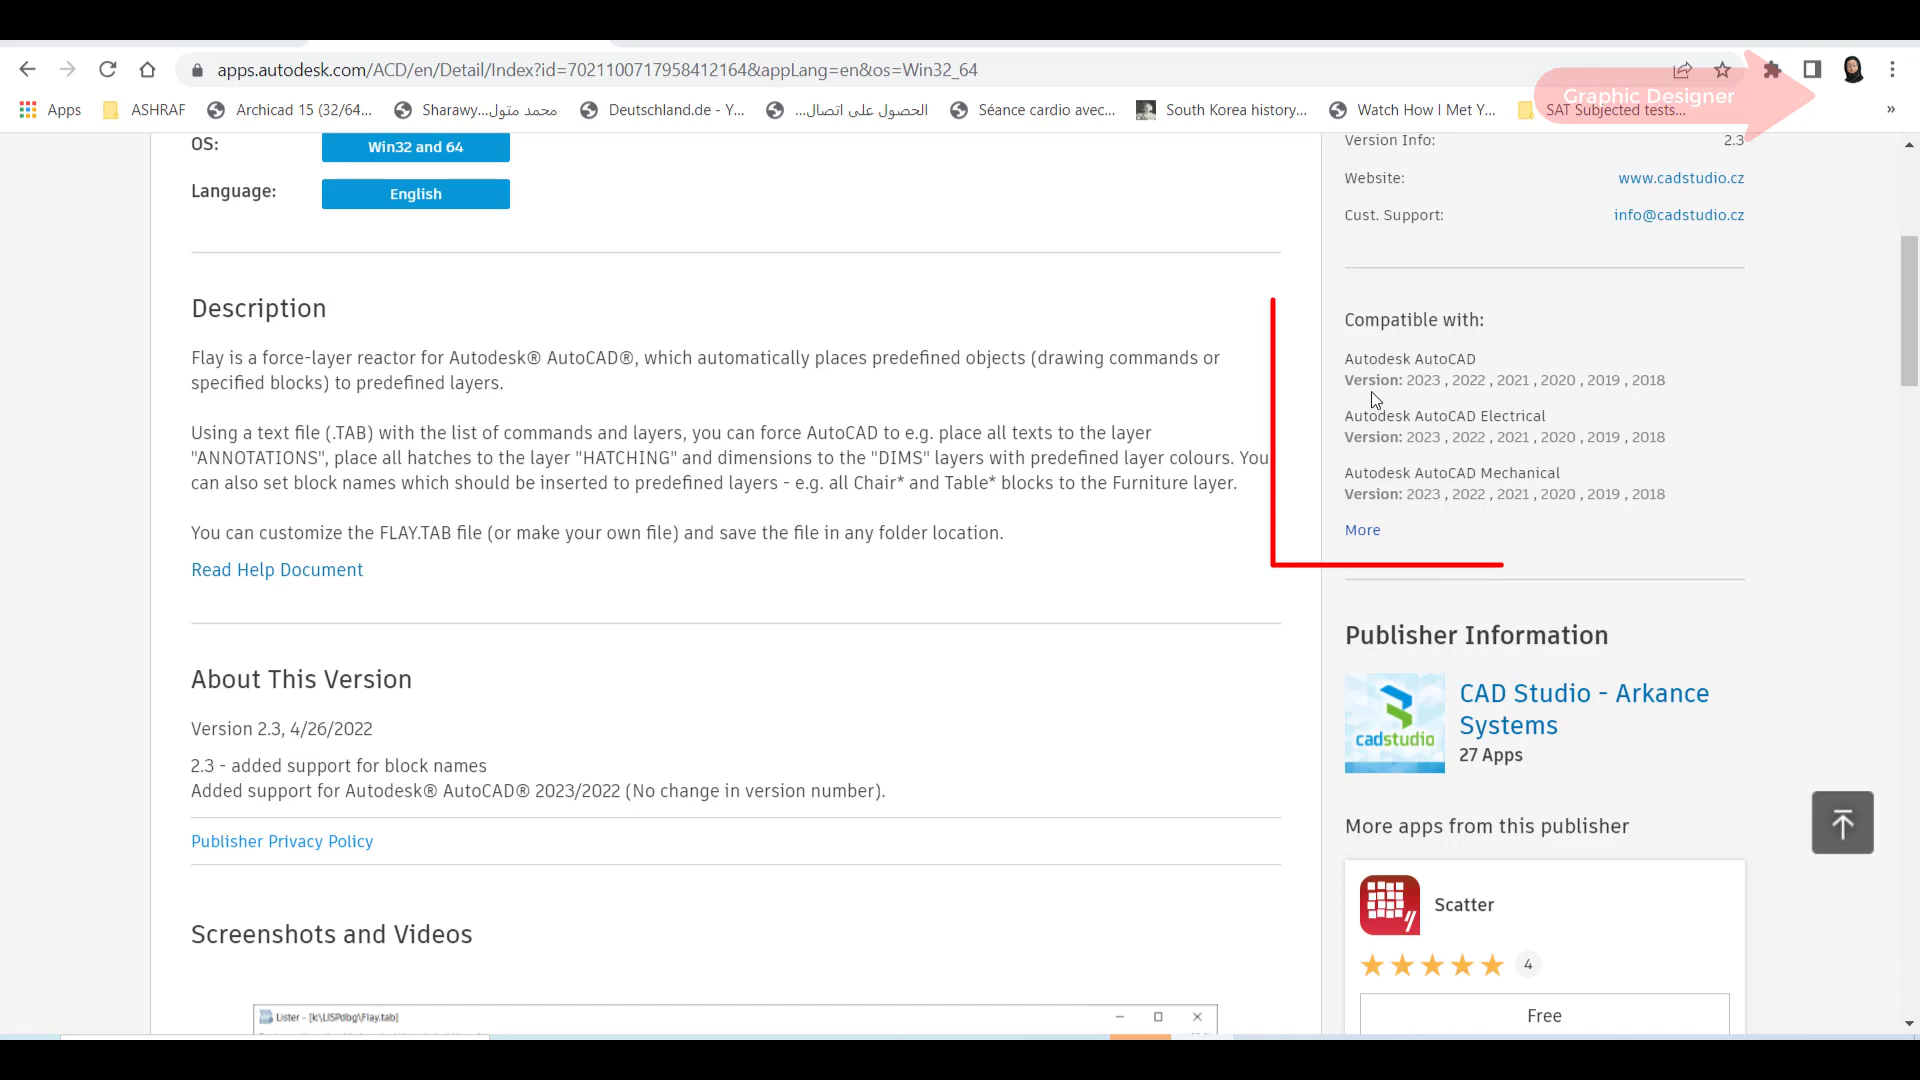 apps.autodesk.com/ACD/en/Detail/Index?id=7021100717958412164&appLang=en&os=Win32_64
Graphic Designer
Apps
ASHRAF
Archicad 15 (32/64...
محمد متولي...Sharawy
Deutschland.de - Y...
الحصول على اتصال...
Séance cardio avec...
South Korea history...
Watch How I Met Y...
SAT Subjected tests...
»
OS:
Win32 and 64
Language:
English
Description
Flay is a force-layer reactor for Autodesk® AutoCAD®, which automatically places predefined objects (drawing commands or
specified blocks) to predefined layers.
Using a text file (.TAB) with the list of commands and layers, you can force AutoCAD to e.g. place all texts to the layer
"ANNOTATIONS", place all hatches to the layer "HATCHING" and dimensions to the "DIMS" layers with predefined layer colours. You
can also set block names which should be inserted to predefined layers - e.g. all Chair* and Table* blocks to the Furniture layer.
You can customize the FLAY.TAB file (or make your own file) and save the file in any folder location.
Read Help Document
About This Version
Version 2.3, 4/26/2022
2.3 - added support for block names
Added support for Autodesk® AutoCAD® 2023/2022 (No change in version number).
Publisher Privacy Policy
Screenshots and Videos
Lister - [k:\LISPdbg\Flay.tab]
Version Info: 2.3
Website: www.cadstudio.cz
Cust. Support: info@cadstudio.cz
Compatible with:
Autodesk AutoCAD
Version: 2023 , 2022 , 2021 , 2020 , 2019 , 2018
Autodesk AutoCAD Electrical
Version: 2023 , 2022 , 2021 , 2020 , 2019 , 2018
Autodesk AutoCAD Mechanical
Version: 2023 , 2022 , 2021 , 2020 , 2019 , 2018
More
Publisher Information
cadstudio
CAD Studio - Arkance
Systems
27 Apps
More apps from this publisher
Scatter
4
Free